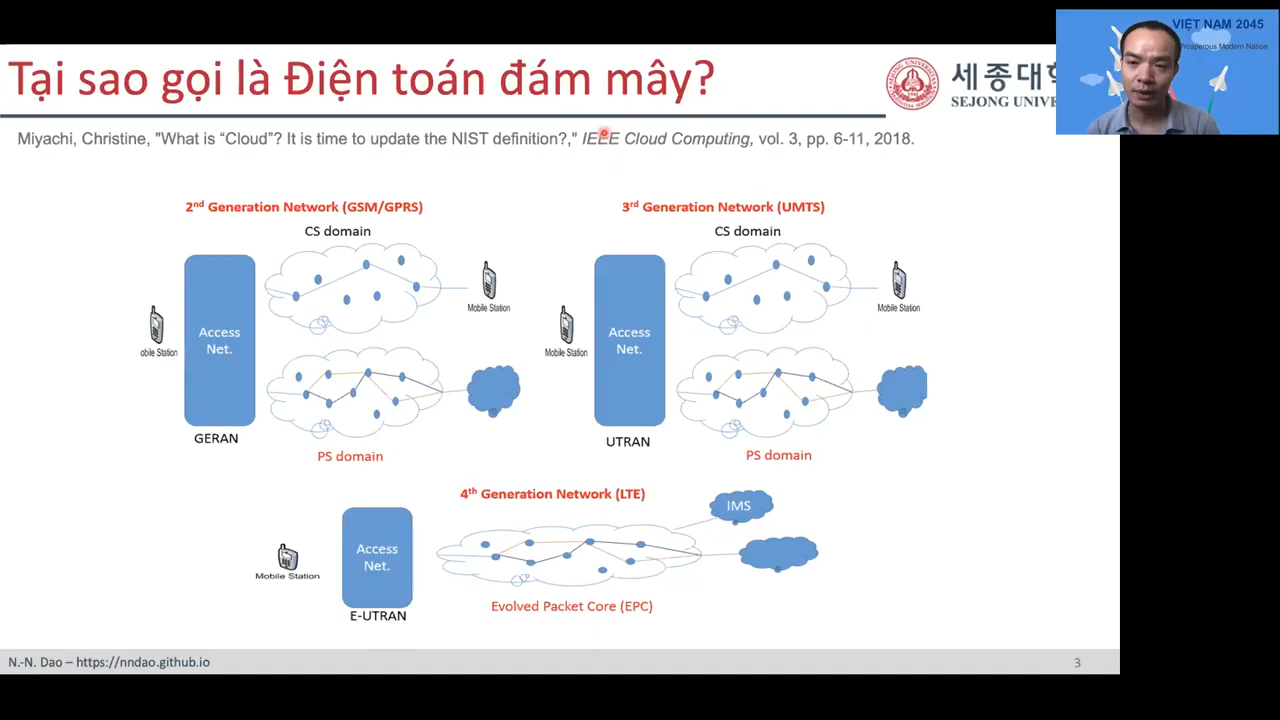 VIỆT NAM 2045
Prosperous Modern Nation
Tại sao gọi là Điện toán đám mây?
세종대학
SEJONG UNIVE
Miyachi, Christine, "What is “Cloud”? It is time to update the NIST definition?," IEEE Cloud Computing, vol. 3, pp. 6-11, 2018.
2nd Generation Network (GSM/GPRS)
CS domain
Access
Net.
Mobile Station
obile Station
GERAN
PS domain
3rd Generation Network (UMTS)
CS domain
Access
Net.
Mobile Station
Mobile Station
UTRAN
PS domain
4th Generation Network (LTE)
IMS
Access
Net.
Mobile Station
E-UTRAN
Evolved Packet Core (EPC)
N.-N. Dao – https://nndao.github.io
3